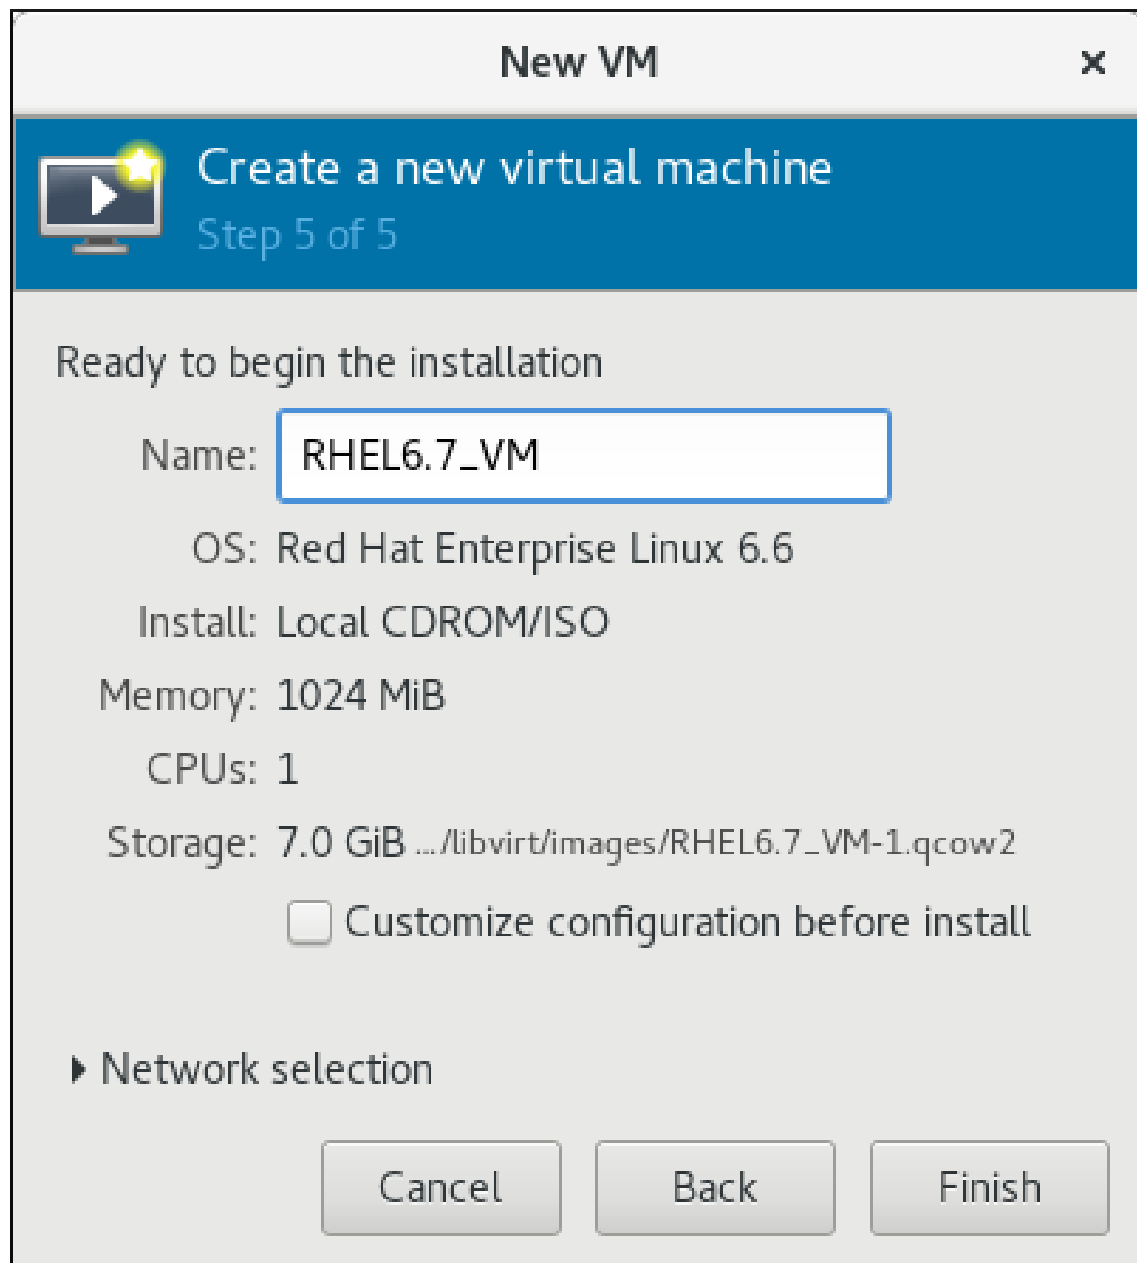 New VM
Create a new virtual machine
Step 5 of 5
Ready to begin the installation
Name: RHEL6.7_VM
OS: Red Hat Enterprise Linux 6.6
Install: Local CDROM/ISO
Memory: 1024 MiB
CPUs: 1
Storage: 7.0 GiB .../libvirt/images/RHEL6.7_VM-1.qcow2
Customize configuration before install
Network selection
Cancel Back Finish